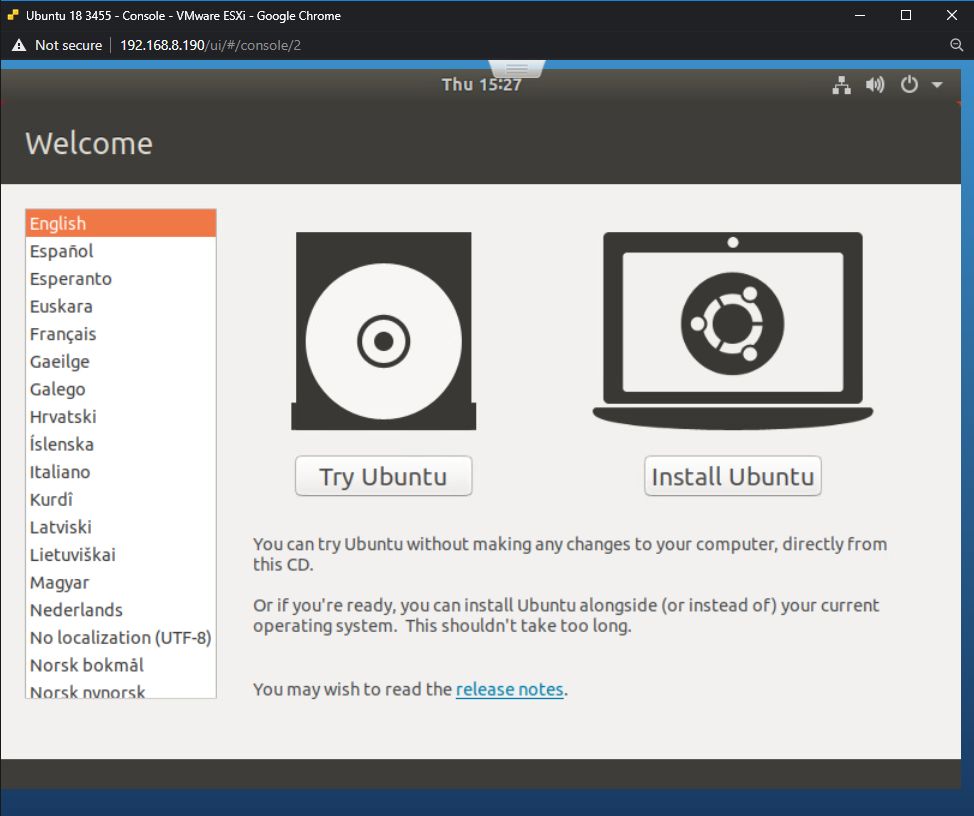 Ubuntu 18 3455 - Console - VMware ESXi - Google Chrome
Not secure 192.168.8.190/ui/#/console/2
Thu 15:27
Welcome
English
Español
Esperanto
Euskara
Français
Gaeilge
Galego
Hrvatski
Íslenska
Italiano
Kurdî
Latviski
Lietuviškai
Magyar
Nederlands
No localization (UTF-8)
Norsk bokmål
Norsk nynorsk
Try Ubuntu
Install Ubuntu
You can try Ubuntu without making any changes to your computer, directly from
this CD.
Or if you're ready, you can install Ubuntu alongside (or instead of) your current
operating system.  This shouldn't take too long.
You may wish to read the release notes.